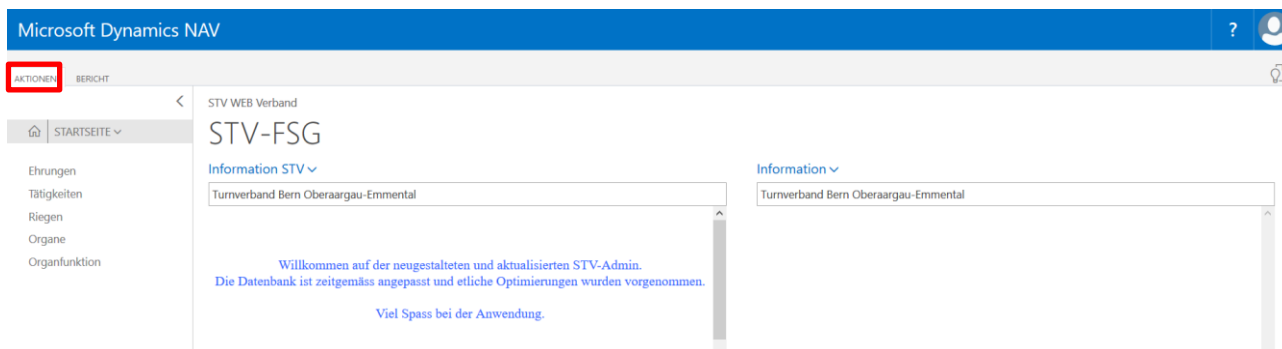 Microsoft Dynamics NAV
?
AKTIONEN BERICHT
STV WEB Verband
STARTSEITE
STV-FSG
Ehrungen
Tätigkeiten
Riegen
Organe
Organfunktion
Information STV
Turnverband Bern Oberaargau-Emmental
Willkommen auf der neugestalteten und aktualisierten STV-Admin.
Die Datenbank ist zeitgemäss angepasst und etliche Optimierungen wurden vorgenommen.
Viel Spass bei der Anwendung.
Information
Turnverband Bern Oberaargau-Emmental